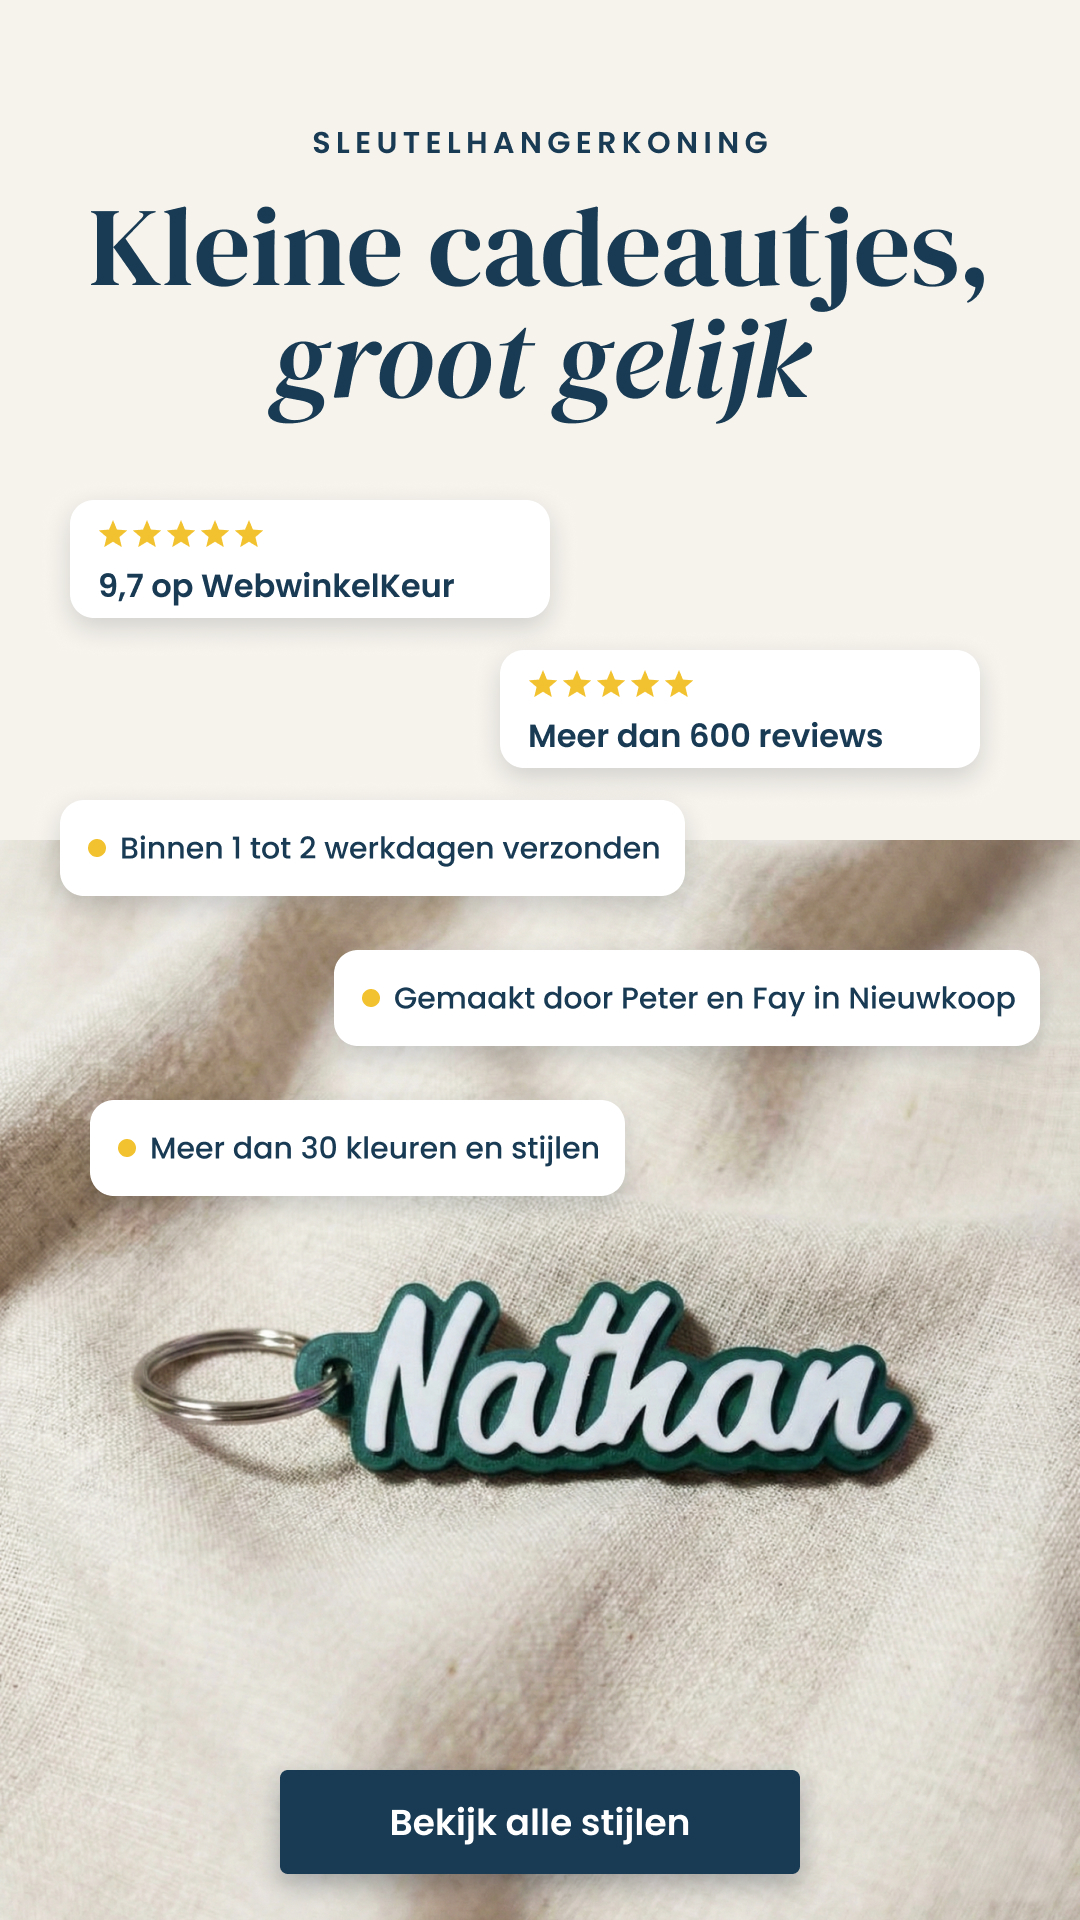 SLEUTELHANGERKONING
Kleine cadeautjes,
groot gelijk
9,7 op WebwinkelKeur
Meer dan 600 reviews
Binnen 1 tot 2 werkdagen verzonden
Gemaakt door Peter en Fay in Nieuwkoop
Meer dan 30 kleuren en stijlen
Nathan
Bekijk alle stijlen